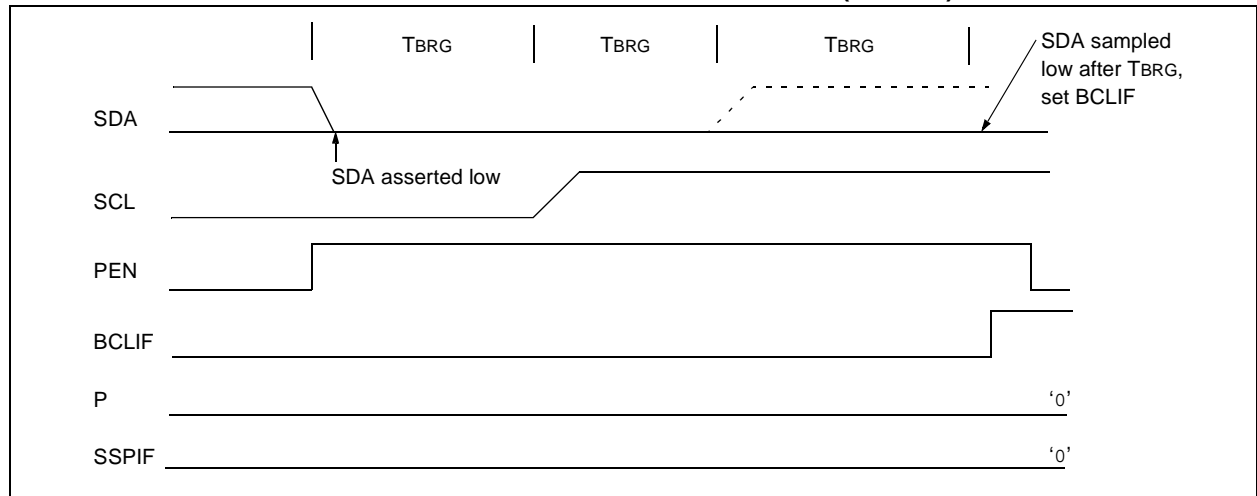 TBRG TBRG TBRG
SDA sampled
low after TBRG,
set BCLIF
SDA
SDA asserted low
SCL
PEN
BCLIF
P '0'
SSPIF '0'